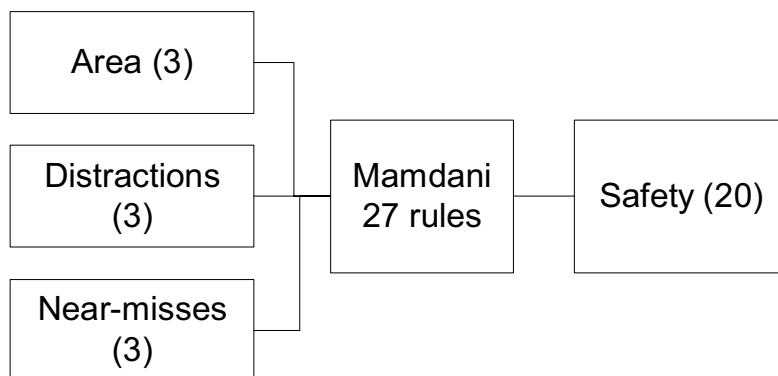 Area (3)
Distractions
(3)
Near-misses
(3)
Mamdani
27 rules
Safety (20)